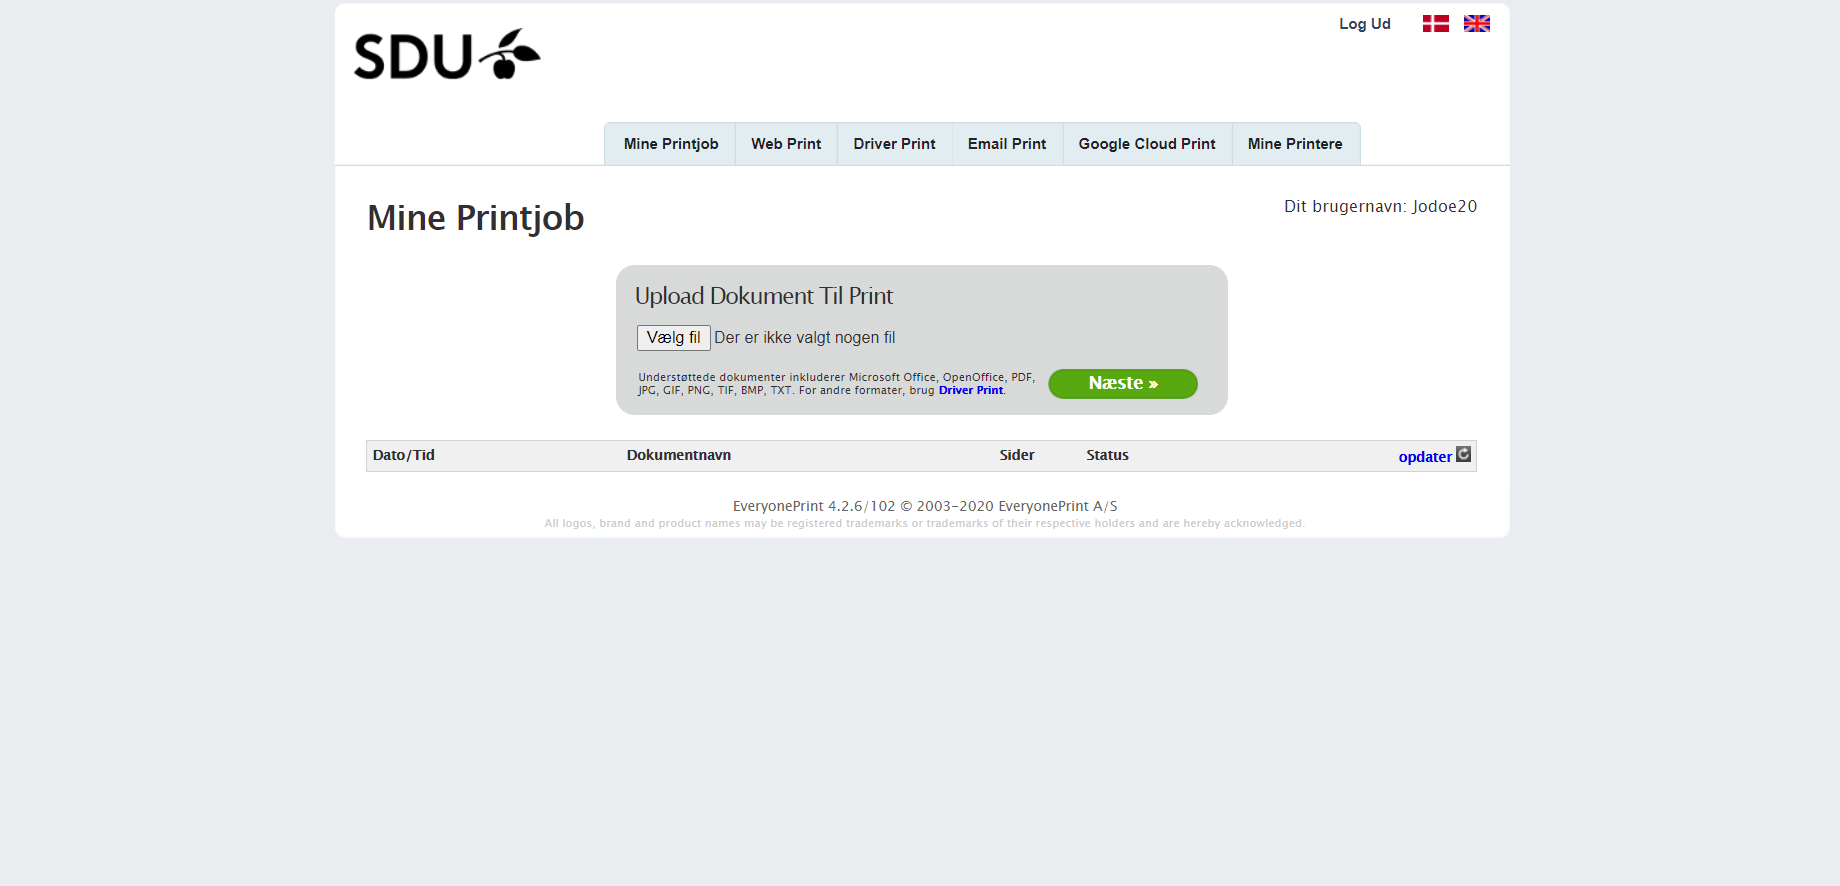 SDU
Log Ud
Mine Printjob Web Print Driver Print Email Print Google Cloud Print Mine Printere
Mine Printjob
Dit brugernavn: Jodoe20
Upload Dokument Til Print
Vælg fil Der er ikke valgt nogen fil
Understøttede dokumenter inkluderer Microsoft Office, OpenOffice, PDF,
JPG, GIF, PNG, TIF, BMP, TXT. For andre formater, brug Driver Print.
Næste »
Dato/Tid Dokumentnavn Sider Status opdater
EveryonePrint 4.2.6/102 © 2003-2020 EveryonePrint A/S
All logos, brand and product names may be registered trademarks or trademarks of their respective holders and are hereby acknowledged.